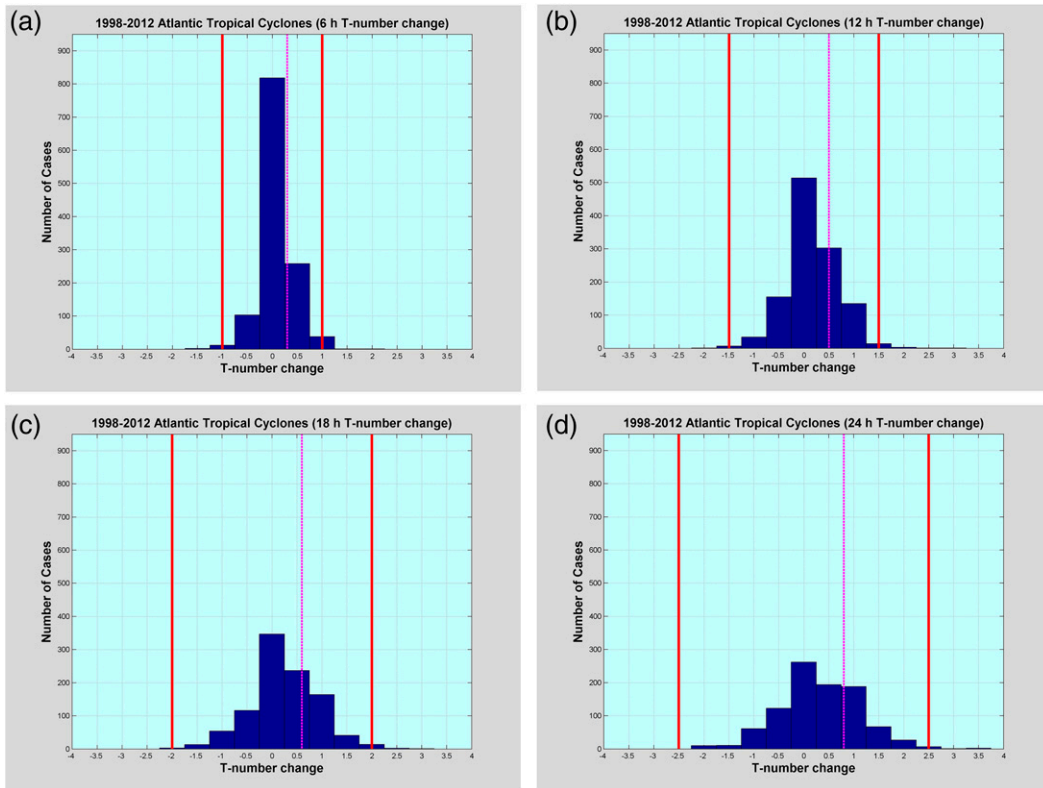 (a)
1998-2012 Atlantic Tropical Cyclones (6 h T-number change)
900
800
700
600
500
400
300
200
100
0
Number of Cases
-4 -3.5 -3 -2.5 -2 -1.5 -1 -0.5 0 0.5 1 1.5 2 2.5 3 3.5 4
T-number change
(b)
1998-2012 Atlantic Tropical Cyclones (12 h T-number change)
900
800
700
600
500
400
300
200
100
0
Number of Cases
-4 -3.5 -3 -2.5 -2 -1.5 -1 -0.5 0 0.5 1 1.5 2 2.5 3 3.5 4
T-number change
(c)
1998-2012 Atlantic Tropical Cyclones (18 h T-number change)
900
800
700
600
500
400
300
200
100
0
Number of Cases
-4 -3.5 -3 -2.5 -2 -1.5 -1 -0.5 0 0.5 1 1.5 2 2.5 3 3.5 4
T-number change
(d)
1998-2012 Atlantic Tropical Cyclones (24 h T-number change)
900
800
700
600
500
400
300
200
100
0
Number of Cases
-4 -3.5 -3 -2.5 -2 -1.5 -1 -0.5 0 0.5 1 1.5 2 2.5 3 3.5 4
T-number change